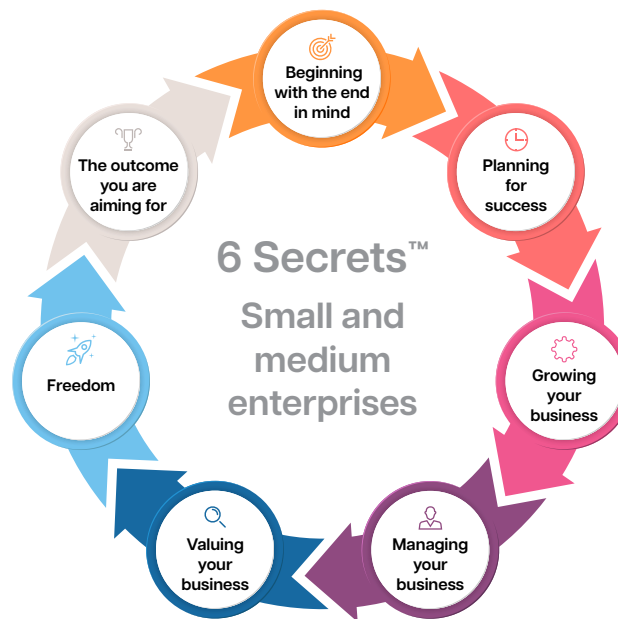 6 Secrets™
Small and
medium
enterprises
Beginning
with the end
in mind
Planning
for
success
Growing
your
business
Managing
your
business
Valuing
your
business
Freedom
The outcome
you are
aiming for